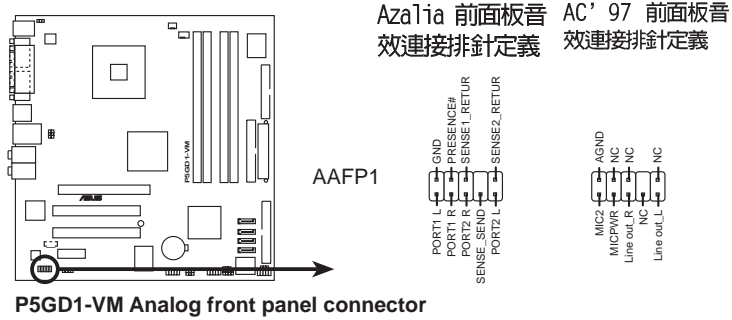 Azalia 前面板音
效連接排針定義
AC’97 前面板音
效連接排針定義
P5GD1-VM
ASUS
AAFP1
GND
PRESENCE#
SENSE1_RETUR
SENSE2_RETUR
PORT1 L
PORT1 R
PORT2 R
SENSE_SEND
PORT2 L
AGND
NC
NC
NC
MIC2
MICPWR
Line out_R
NC
Line out_L
P5GD1-VM Analog front panel connector